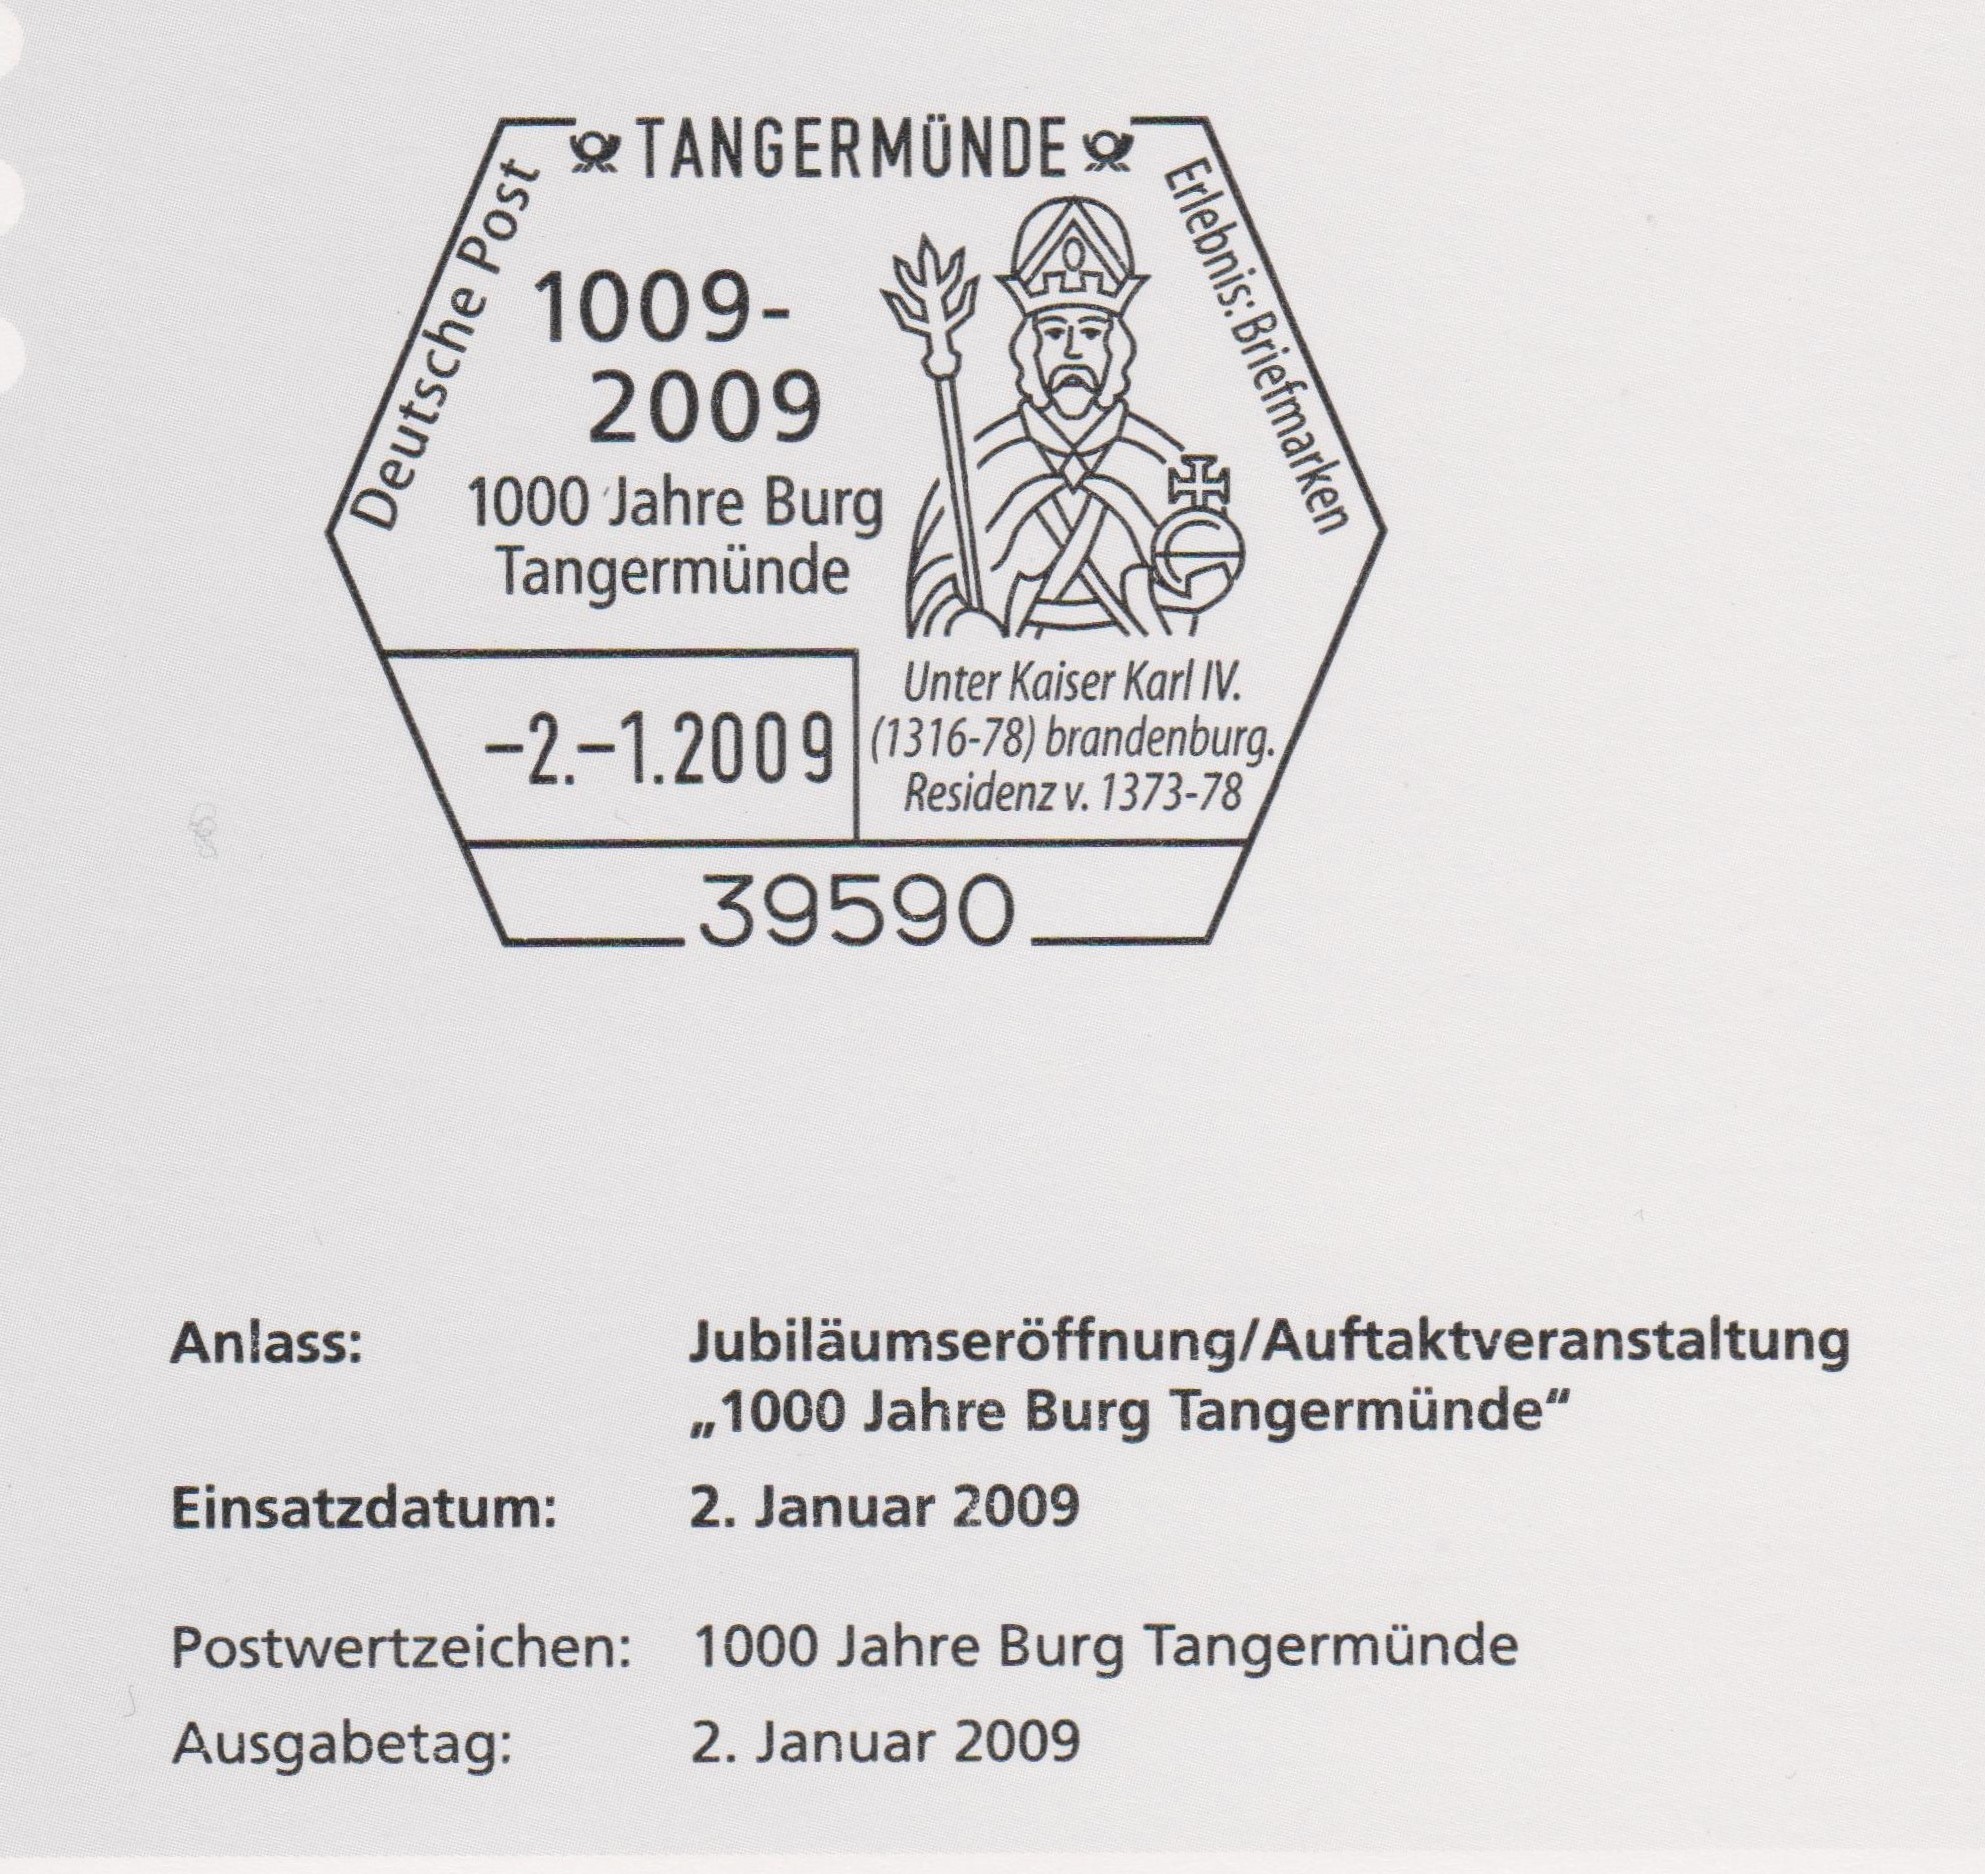 TANGERMÜNDE
Deutsche Post
Erlebnis: Briefmarken
1009-
2009
1000 Jahre Burg
Tangermünde
Unter Kaiser Karl IV.
(1316-78) brandenburg.
Residenz v. 1373-78
–2.–1.2009
39590
Anlass: Jubiläumseröffnung/Auftaktveranstaltung
„1000 Jahre Burg Tangermünde“
Einsatzdatum: 2. Januar 2009
Postwertzeichen: 1000 Jahre Burg Tangermünde
Ausgabetag: 2. Januar 2009